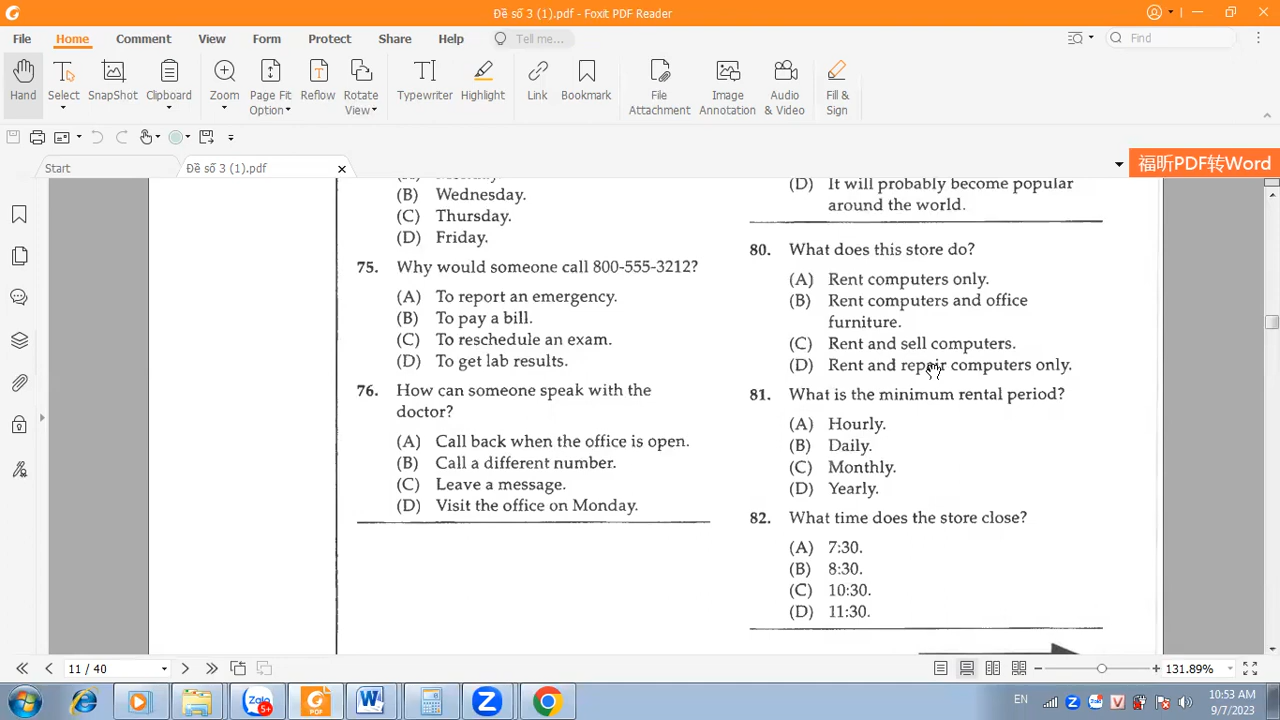 Đề số 3 (1).pdf - Foxit PDF Reader
File Home Comment View Form Protect Share Help Tell me... Find
Hand Select SnapShot Clipboard Zoom Page Fit Option Reflow Rotate View Typewriter Highlight Link Bookmark File Attachment Image Annotation Audio & Video Fill & Sign
Start Đề số 3 (1).pdf 福昕PDF转Word
(B) Wednesday.
(C) Thursday.
(D) Friday.
75. Why would someone call 800-555-3212?
(A) To report an emergency.
(B) To pay a bill.
(C) To reschedule an exam.
(D) To get lab results.
76. How can someone speak with the
doctor?
(A) Call back when the office is open.
(B) Call a different number.
(C) Leave a message.
(D) Visit the office on Monday.
(D) It will probably become popular
around the world.
80. What does this store do?
(A) Rent computers only.
(B) Rent computers and office
furniture.
(C) Rent and sell computers.
(D) Rent and repair computers only.
81. What is the minimum rental period?
(A) Hourly.
(B) Daily.
(C) Monthly.
(D) Yearly.
82. What time does the store close?
(A) 7:30.
(B) 8:30.
(C) 10:30.
(D) 11:30.
11 / 40 131.89%
Zalo 5+ EN 10:53 AM
9/7/2023